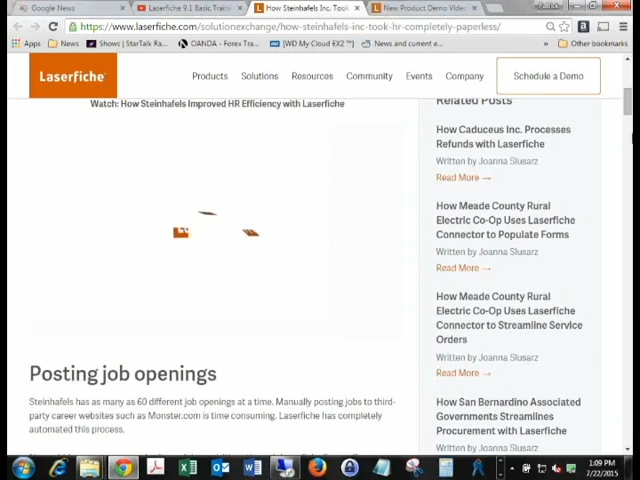 Google News
Laserfiche 9.1 Basic Traini
How Steinhafels Inc. Took
New Product Demo Video
https://www.laserfiche.com/solutionexchange/how-steinhafels-inc-took-hr-completely-paperless/
Apps
News
Shows | StarTalk Ra
OANDA - Forex Tra
[WD My Cloud EX2 ™
News and current e
»
Other bookmarks
Laserfiche
Products
Solutions
Resources
Community
Events
Company
Schedule a Demo
Watch: How Steinhafels Improved HR Efficiency with Laserfiche
Posting job openings
Steinhafels has as many as 60 different job openings at a time. Manually posting jobs to third-
party career websites such as Monster.com is time consuming. Laserfiche has completely
automated this process.
Related Posts
How Caduceus Inc. Processes
Refunds with Laserfiche
Written by Joanna Slusarz
Read More →
How Meade County Rural
Electric Co-Op Uses Laserfiche
Connector to Populate Forms
Written by Joanna Slusarz
Read More →
How Meade County Rural
Electric Co-Op Uses Laserfiche
Connector to Streamline Service
Orders
Written by Joanna Slusarz
Read More →
How San Bernardino Associated
Governments Streamlines
Procurement with Laserfiche
Written by Joanna Slusarz
1:09 PM
7/22/2015